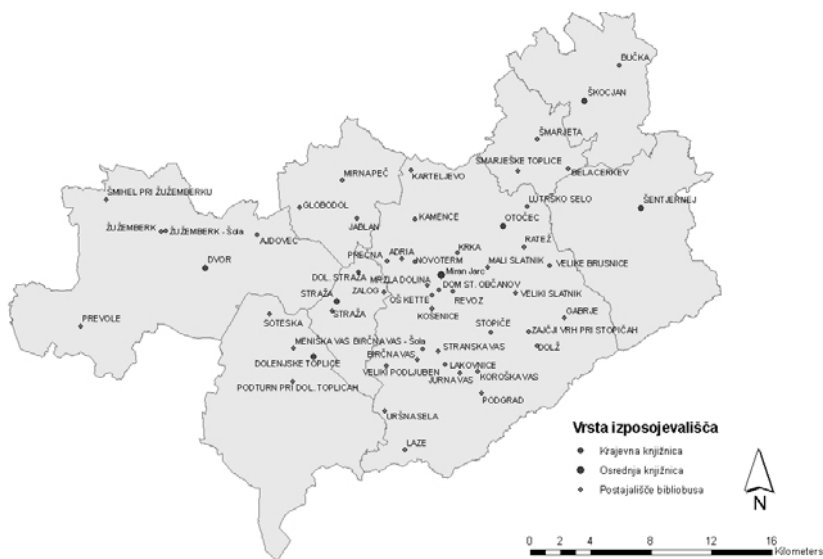 BUČKA
ŠKOCJAN
ŠMARJETA
ŠMARJEŠKE TOPLICE
BELA CERKEV
MIRNA PEČ
KARTELJEVO
ŠMIHEL PRI ŽUŽEMBERKU
GLOBODOL
LUTRŠKO SELO
ŠENTJERNEJ
JABLAN
KAMENCE
OTOČEC
ŽUŽEMBERK
ŽUŽEMBERK - Šola
AJDOVEC
RATEŽ
KRKA
PREČNA
ADRIA
NOVOTERM
MALI SLATNIK
VELIKE BRUSNICE
DVOR
DOL. STRAŽA
MRZLA DOLINA
Miran Jarc
DOM ST. OBČANOV
ZALOG
STRAŽA
OŠ KETTE
REVOZ
VELIKI SLATNIK
STRAŽA
KOŠENICE
GABRJE
PREVOLE
SOTESKA
STOPIČE
ZAJČJI VRH PRI STOPIČAH
MENIŠKA VAS
BIRČNA VAS - Šola
STRANSKA VAS
DOLŽ
BIRČNA VAS
DOLENJSKE TOPLICE
VELIKI PODLJUBEN
LAKOVNICE
JURNA VAS
KOROŠKA VAS
PODTURN PRI DOL. TOPLICAH
PODGRAD
URŠNA SELA
LAZE
Vrsta izposojevališča
Krajevna knjižnica
Osrednja knjižnica
Postajališče bibliobusa
N
0 2 4 8 12 16
Kilometers